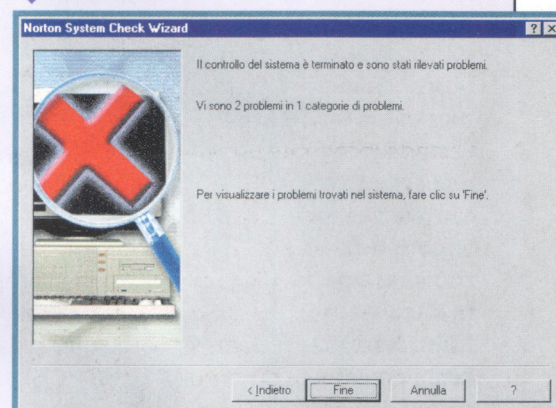 Norton System Check Wizard
Il controllo del sistema è terminato e sono stati rilevati problemi.
Vi sono 2 problemi in 1 categorie di problemi.
Per visualizzare i problemi trovati nel sistema, fare clic su 'Fine'.
< Indietro
Fine
Annulla
?